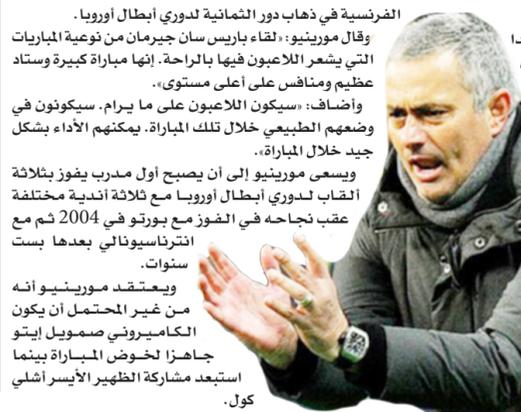 الفرنسية في ذهاب دور الثمانية لدوري أبطال أوروبا.
وقال مورينيو: «لقاء باريس سان جيرمان من نوعية المباريات
التي يشعر اللاعبون فيها بالراحة. إنها مباراة كبيرة وستاد
عظيم ومنافس على أعلى مستوى».
وأضاف: «سيكون اللاعبون على ما يرام. سيكونون في
وضعهم الطبيعي خلال تلك المباراة. يمكنهم الأداء بشكل
جيد خلال المباراة».
ويسعى مورينيو إلى أن يصبح أول مدرب يفوز بثلاثة
ألقاب لدوري أبطال أوروبا مع ثلاثة أندية مختلفة
عقب نجاحه في الفوز مع بورتو في 2004 ثم مع
انترناسيونالي بعدها بست
سنوات.
ويعتقد مورينيو أنه
من غير المحتمل أن يكون
الكاميروني صمويل إيتو
جاهزا لخوض المباراة بينما
استبعد مشاركة الظهير الأيسر أشلي
كول.